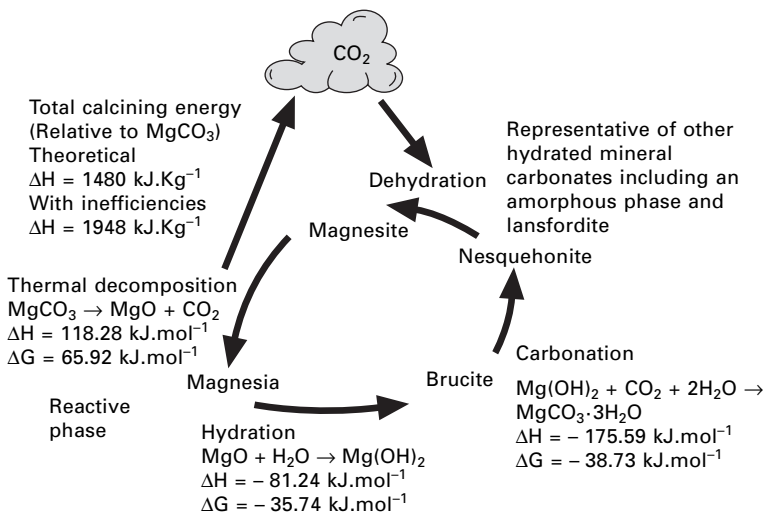 CO₂
Total calcining energy
(Relative to MgCO₃)
Theoretical
ΔH = 1480 kJ.Kg⁻¹
With inefficiencies
ΔH = 1948 kJ.Kg⁻¹
Representative of other
hydrated mineral
carbonates including an
amorphous phase and
lansfordite
Dehydration
Magnesite
Nesquehonite
Thermal decomposition
MgCO₃ → MgO + CO₂
ΔH = 118.28 kJ.mol⁻¹
ΔG = 65.92 kJ.mol⁻¹
Magnesia
Brucite
Reactive
phase
Carbonation
Mg(OH)₂ + CO₂ + 2H₂O →
MgCO₃·3H₂O
ΔH = – 175.59 kJ.mol⁻¹
ΔG = – 38.73 kJ.mol⁻¹
Hydration
MgO + H₂O → Mg(OH)₂
ΔH = – 81.24 kJ.mol⁻¹
ΔG = – 35.74 kJ.mol⁻¹